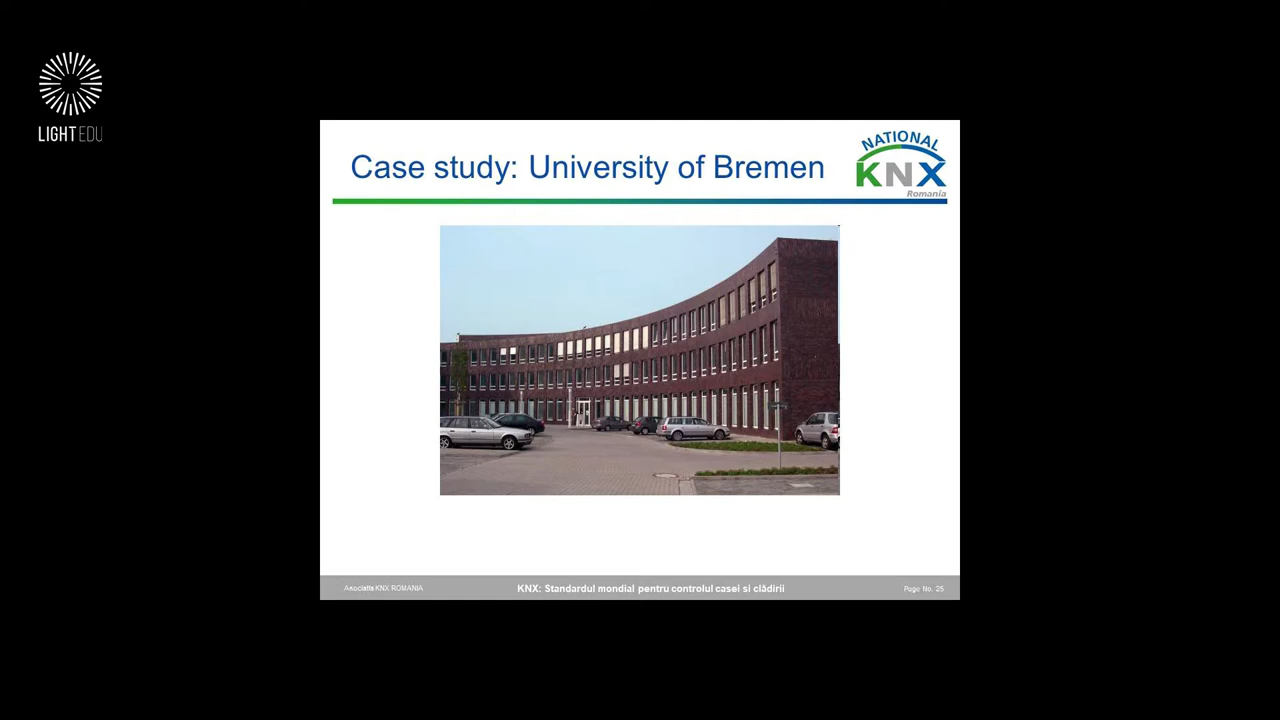 LIGHT EDU
Case study: University of Bremen
NATIONAL
KNX
Romania
Asociatia KNX ROMANIA
KNX: Standardul mondial pentru controlul casei si clădirii
Page No. 25